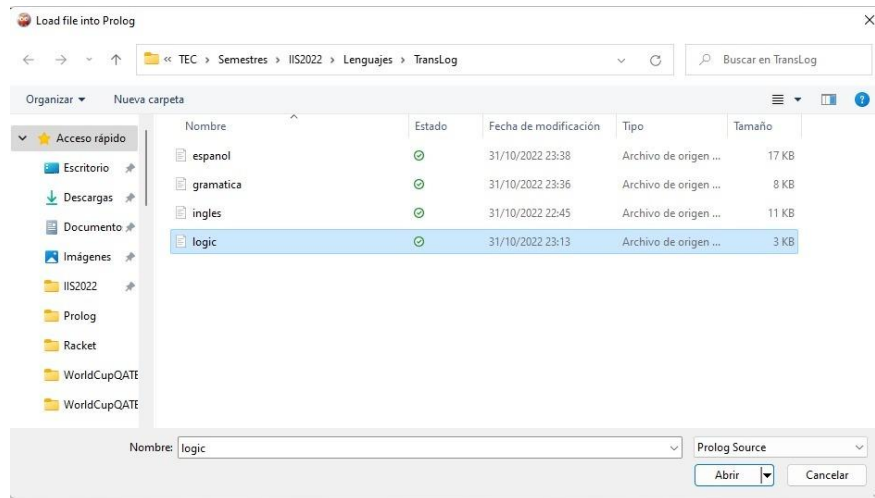 Load file into Prolog
« TEC › Semestres › IIS2022 › Lenguajes › TransLog
Buscar en TransLog
Organizar
Nueva carpeta
Nombre Estado Fecha de modificación Tipo Tamaño
Acceso rápido
Escritorio
Descargas
Documento
Imágenes
IIS2022
Prolog
Racket
WorldCupQATE
WorldCupQATE
espanol 31/10/2022 23:38 Archivo de origen ... 17 KB
gramatica 31/10/2022 23:36 Archivo de origen ... 8 KB
ingles 31/10/2022 22:45 Archivo de origen ... 11 KB
logic 31/10/2022 23:13 Archivo de origen ... 3 KB
Nombre: logic
Prolog Source
Abrir
Cancelar